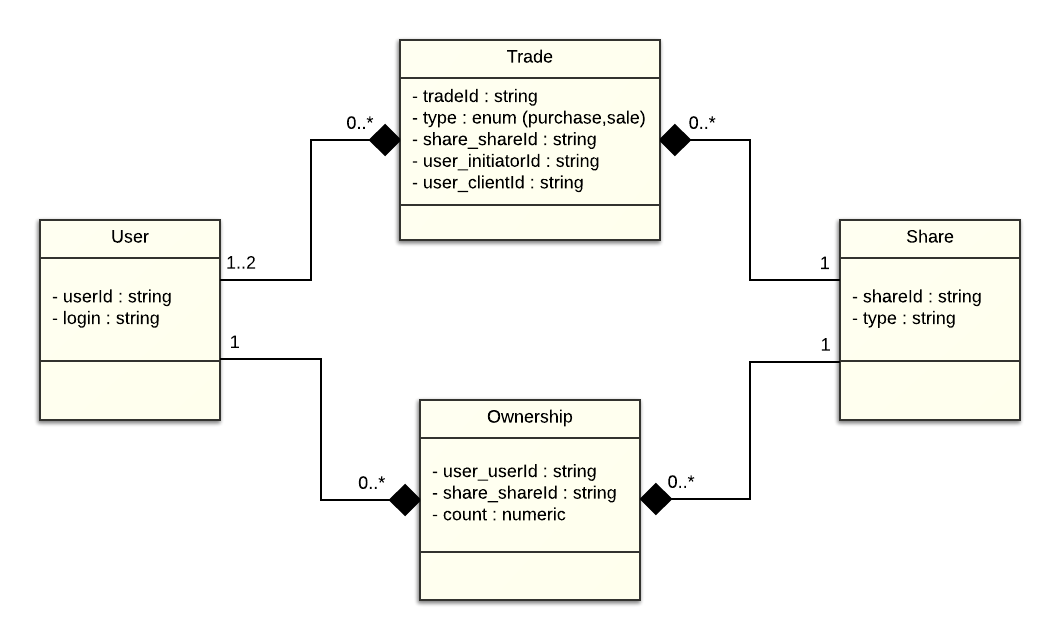 Trade
- tradeId : string
- type : enum (purchase,sale)
- share_shareId : string
- user_initiatorId : string
- user_clientId : string
0..*
0..*
User
- userId : string
- login : string
1..2
1
Share
- shareId : string
- type : string
1
1
Ownership
- user_userId : string
- share_shareId : string
- count : numeric
0..*
0..*